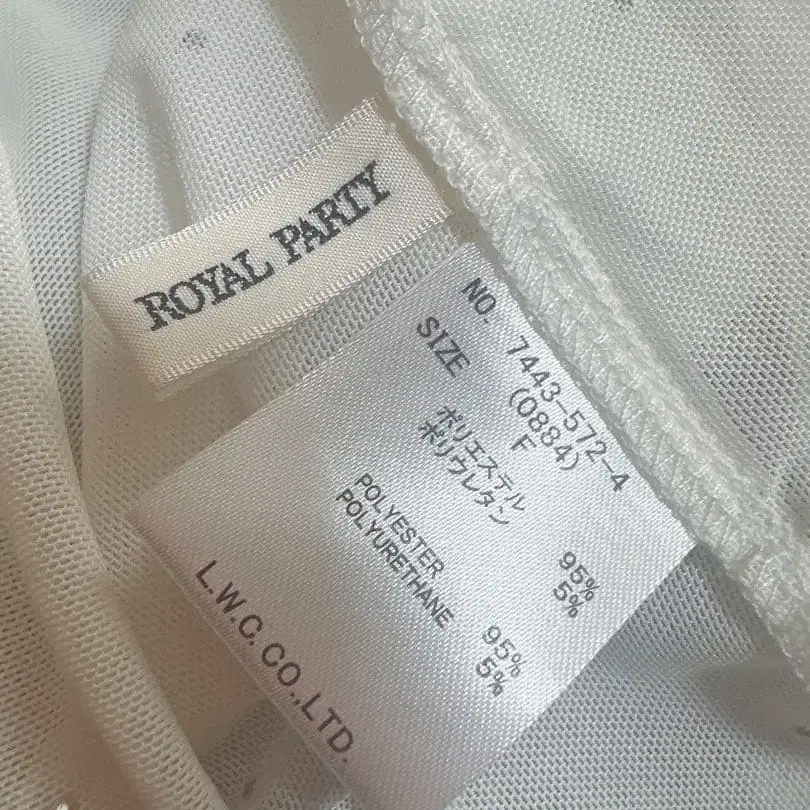 ROYAL PARTY
NO. 7443-572-4
(0884)
SIZE F
ポリエステル 95%
ポリウレタン 5%
POLYESTER 95%
POLYURETHANE 5%
L.W.C.CO.,LTD.